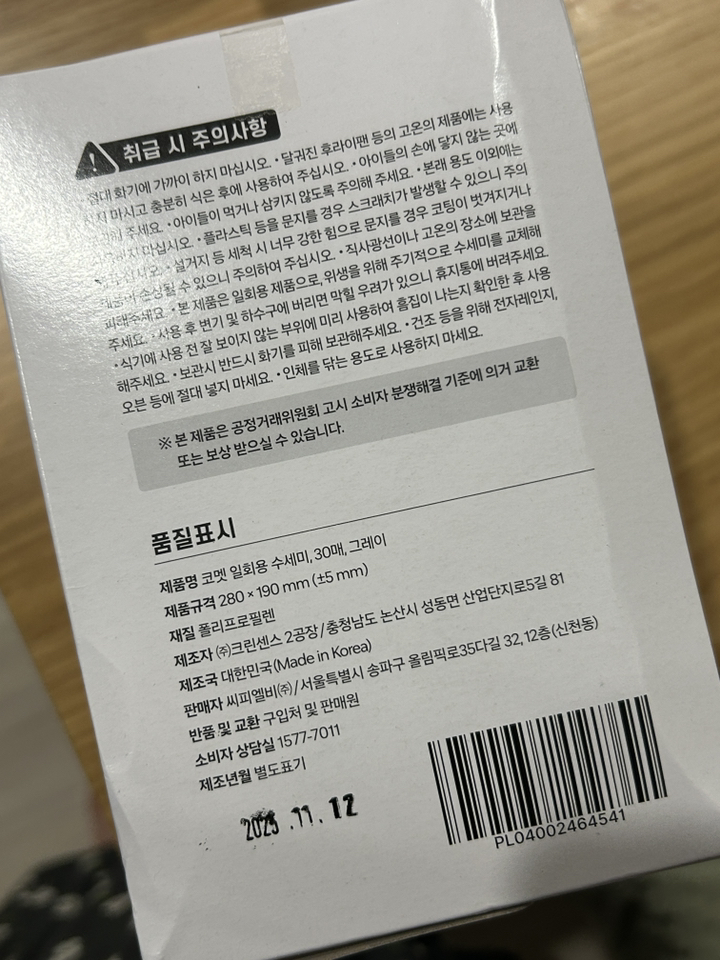 취급 시 주의사항
절대 화기에 가까이 하지 마십시오. •달궈진 후라이팬 등의 고온의 제품에는 사용
하지 마시고 충분히 식은 후에 사용하여 주십시오. •아이들의 손에 닿지 않는 곳에
주세요. •아이들이 먹거나 삼키지 않도록 주의해 주세요. •본래 용도 이외에는
마십시오. •플라스틱 등을 문지를 경우 스크래치가 발생할 수 있으니 주의
•설거지 등 세척 시 너무 강한 힘으로 문지를 경우 코팅이 벗겨지거나
제품이 손상될 수 있으니 주의하여 주십시오. •직사광선이나 고온의 장소에 보관을
피해주세요. •본 제품은 일회용 제품으로, 위생을 위해 주기적으로 수세미를 교체해
주세요. •사용 후 변기 및 하수구에 버리면 막힐 우려가 있으니 휴지통에 버려주세요.
•식기에 사용 전 잘 보이지 않는 부위에 미리 사용하여 흠집이 나는지 확인한 후 사용
해주세요. •보관시 반드시 화기를 피해 보관해주세요. •건조 등을 위해 전자레인지,
오븐 등에 절대 넣지 마세요. •인체를 닦는 용도로 사용하지 마세요.
※ 본 제품은 공정거래위원회 고시 소비자 분쟁해결 기준에 의거 교환
또는 보상 받으실 수 있습니다.
품질표시
제품명 코멧 일회용 수세미, 30매, 그레이
제품규격 280 × 190 mm (±5 mm)
재질 폴리프로필렌
제조자 ㈜크린센스 2공장 / 충청남도 논산시 성동면 산업단지로5길 81
제조국 대한민국(Made in Korea)
판매자 씨피엘비㈜ / 서울특별시 송파구 올림픽로35다길 32, 12층(신천동)
반품 및 교환 구입처 및 판매원
소비자 상담실 1577-7011
제조년월 별도표기
2025 .11. 12
PL04002464541